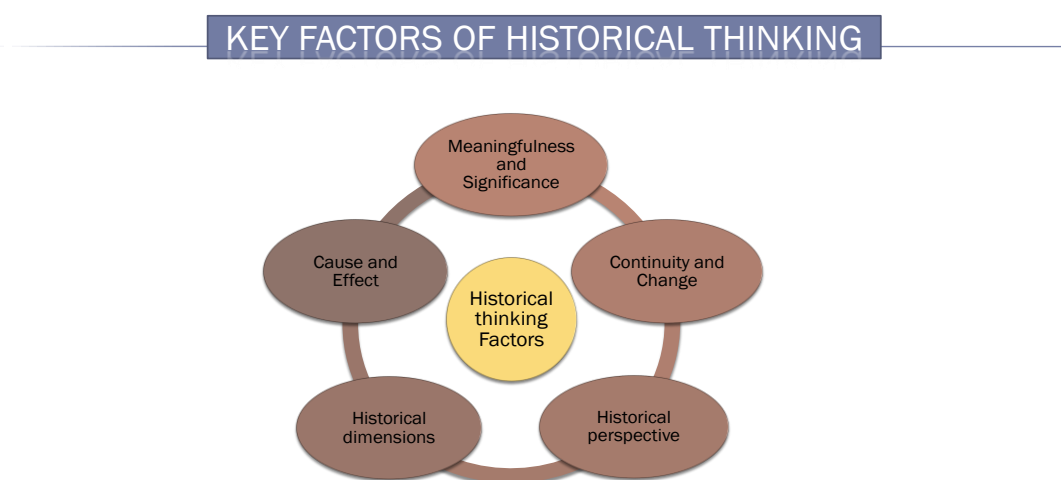 KEY FACTORS OF HISTORICAL THINKING
Meaningfulness
and
Significance
Cause and
Effect
Continuity and
Change
Historical
thinking
Factors
Historical
dimensions
Historical
perspective